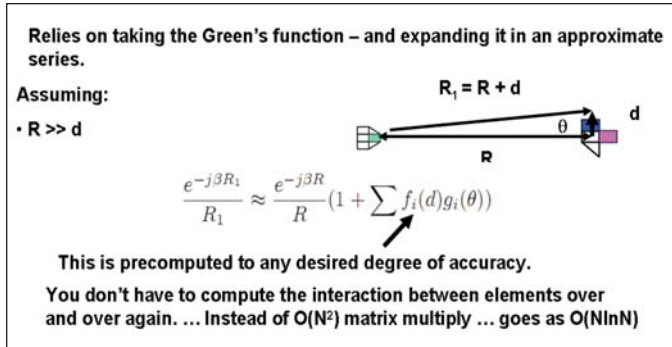 Relies on taking the Green's function – and expanding it in an approximate
series.
Assuming:
R₁ = R + d
• R >> d
d
θ
R
e^{-jβR₁}/R₁ ≈ e^{-jβR}/R (1 + ∑ fᵢ(d)gᵢ(θ))
This is precomputed to any desired degree of accuracy.
You don't have to compute the interaction between elements over
and over again. ... Instead of O(N²) matrix multiply ... goes as O(NlnN)